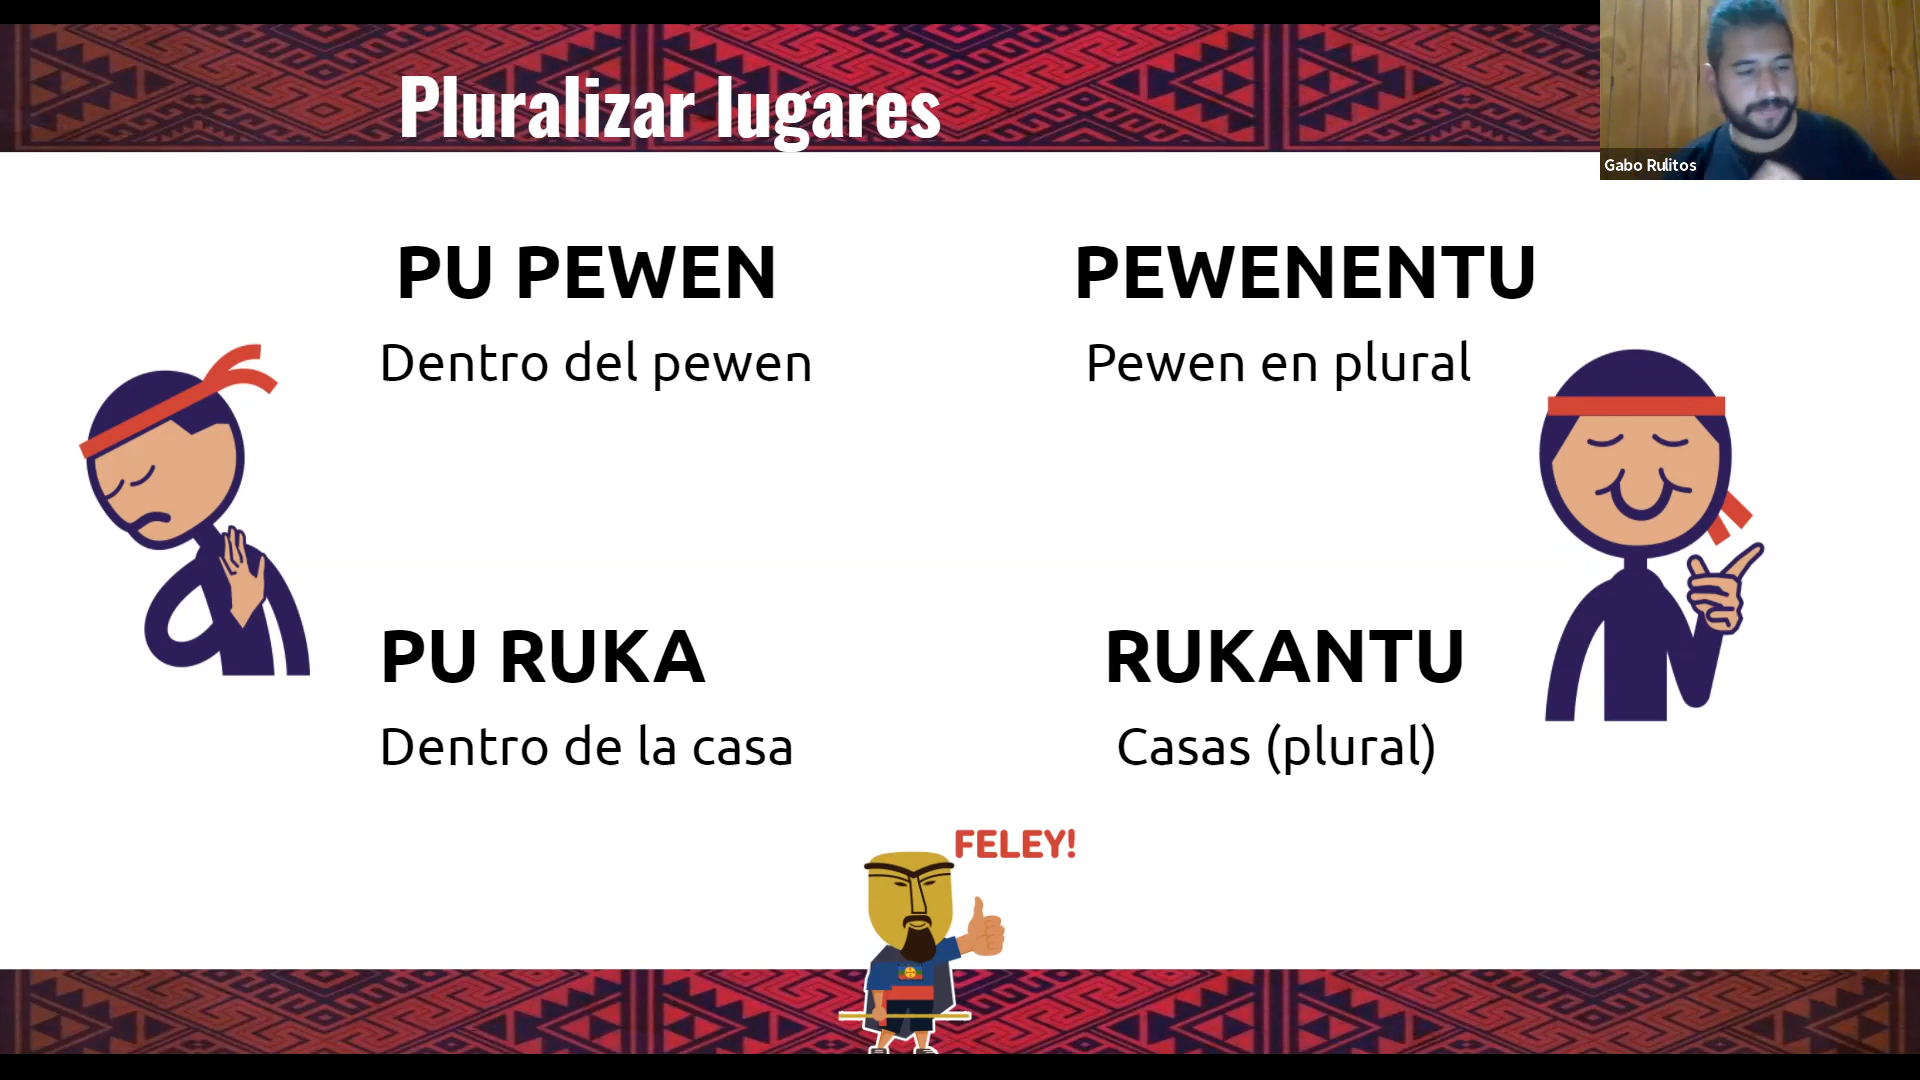 Pluralizar lugares
Gabo Rulitos
PU PEWEN
Dentro del pewen
PEWENENTU
Pewen en plural
PU RUKA
Dentro de la casa
RUKANTU
Casas (plural)
FELEY!